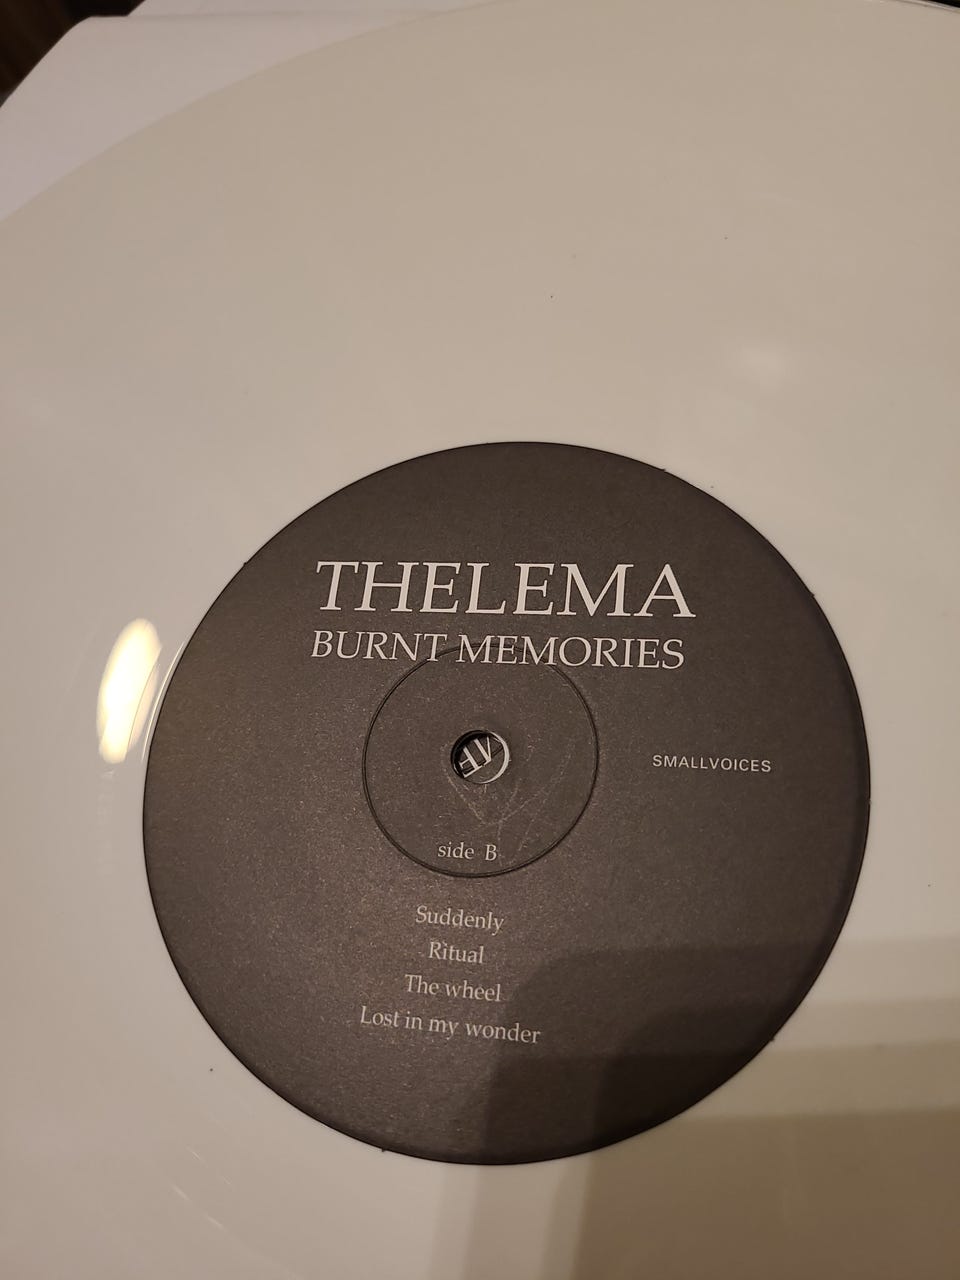 THELEMA
BURNT MEMORIES
SMALLVOICES
side B
Suddenly
Ritual
The wheel
Lost in my wonder